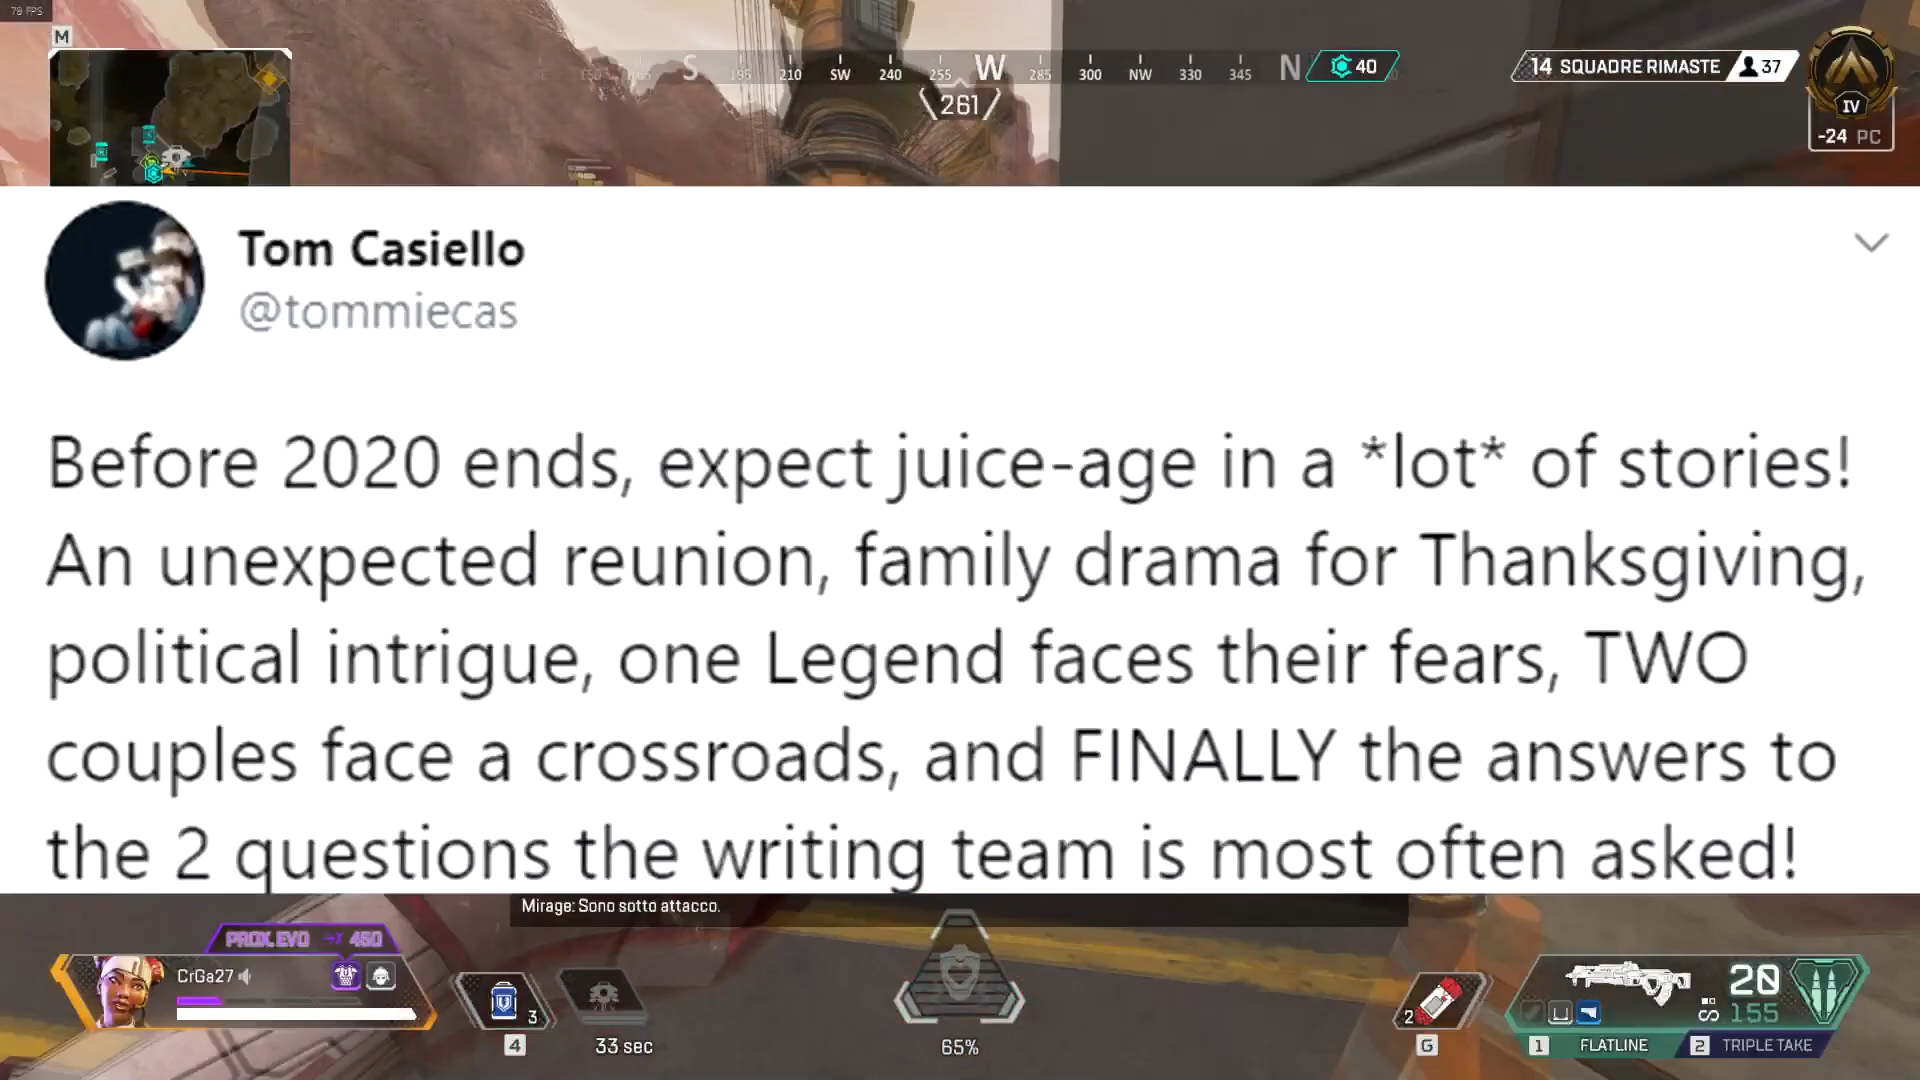 79 FPS
M
S 195 210 SW 240 255 W 285 300 NW 330 345 N
40
14 SQUADRE RIMASTE 37
261
IV
-24 PC
Tom Casiello
@tommiecas
Before 2020 ends, expect juice-age in a *lot* of stories!
An unexpected reunion, family drama for Thanksgiving,
political intrigue, one Legend faces their fears, TWO
couples face a crossroads, and FINALLY the answers to
the 2 questions the writing team is most often asked!
Mirage: Sono sotto attacco.
PROX. EVO 450
CrGa27
3
4
33 sec
65%
2
G
20
155
1 FLATLINE
2 TRIPLE TAKE